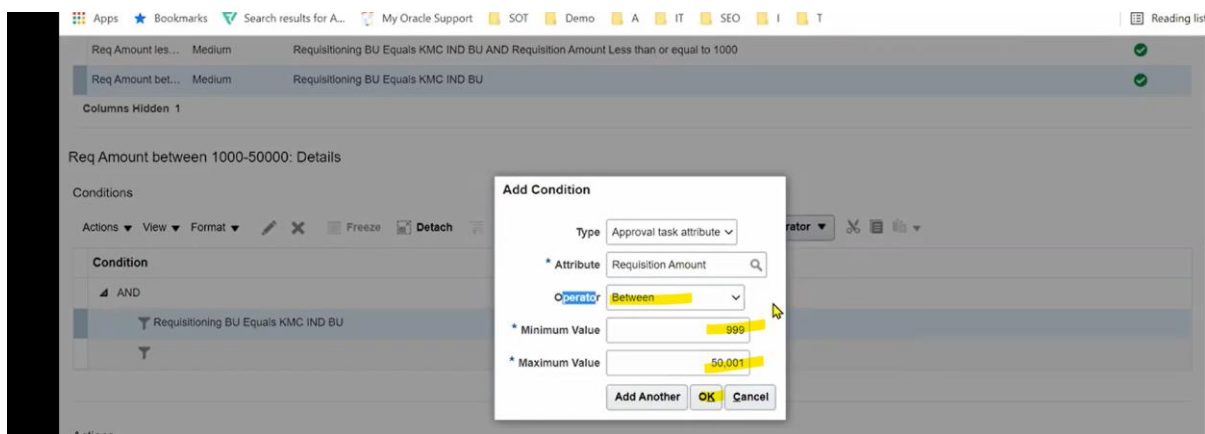 Apps Bookmarks Search results for A... My Oracle Support SOT Demo A IT SEO I T Reading list
Req Amount les... Medium Requisitioning BU Equals KMC IND BU AND Requisition Amount Less than or equal to 1000
Req Amount bet... Medium Requisitioning BU Equals KMC IND BU
Columns Hidden 1
Req Amount between 1000-50000: Details
Conditions
Add Condition
Actions View Format Freeze Detach rator
Type Approval task attribute
Condition
* Attribute Requisition Amount
AND
Operator Between
Requisitioning BU Equals KMC IND BU
* Minimum Value 999
* Maximum Value 50,001
Add Another OK Cancel